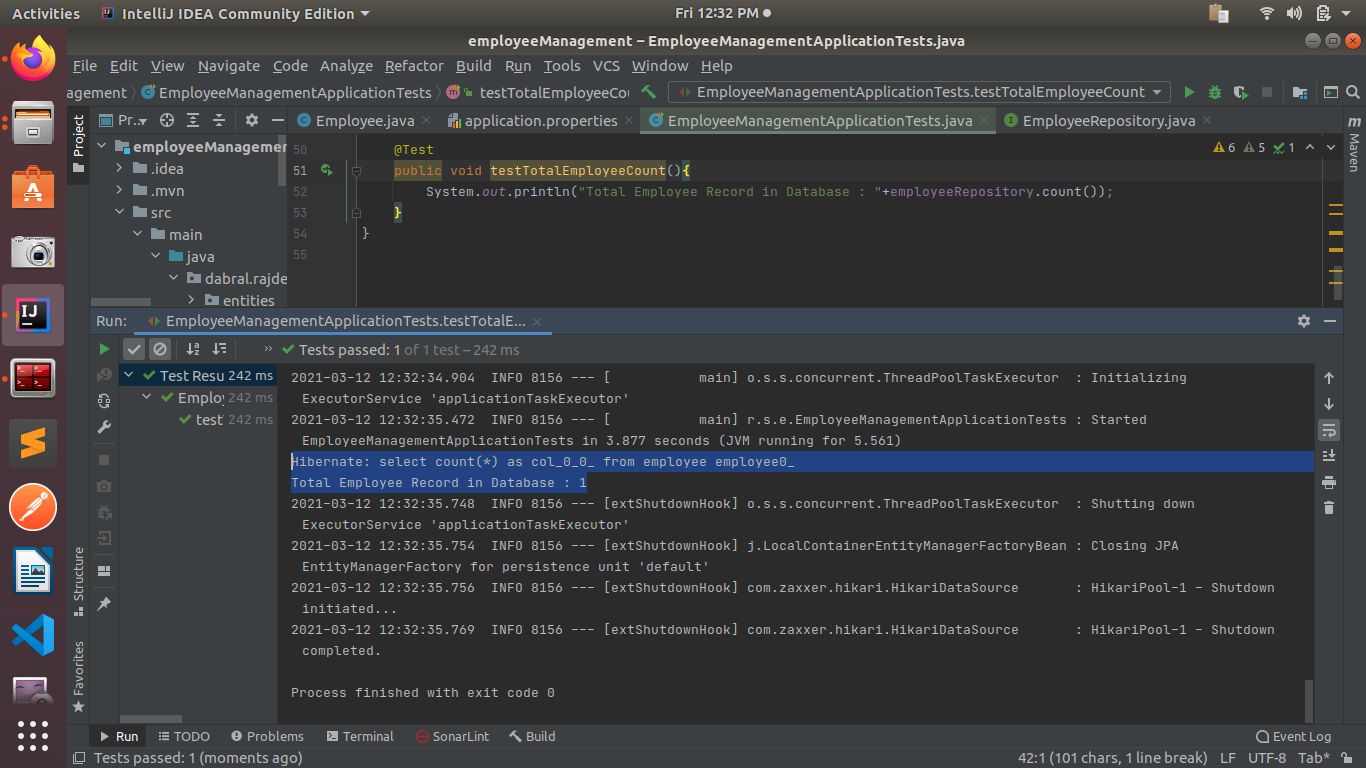 Activities IntelliJ IDEA Community Edition Fri 12:32 PM
employeeManagement – EmployeeManagementApplicationTests.java
File Edit View Navigate Code Analyze Refactor Build Run Tools VCS Window Help
agement EmployeeManagementApplicationTests testTotalEmployeeCou EmployeeManagementApplicationTests.testTotalEmployeeCount
Project
Pr... Employee.java application.properties EmployeeManagementApplicationTests.java EmployeeRepository.java
Maven
employeeManagemen
.idea
.mvn
src
main
java
dabral.rajde
entities
6 5 1
50 @Test
51 public void testTotalEmployeeCount(){
52 System.out.println("Total Employee Record in Database : "+employeeRepository.count());
53 }
54 }
55
Run: EmployeeManagementApplicationTests.testTotalE...
Tests passed: 1 of 1 test – 242 ms
Test Resu 242 ms
Employ 242 ms
test 242 ms
2021-03-12 12:32:34.904 INFO 8156 --- [ main] o.s.s.concurrent.ThreadPoolTaskExecutor : Initializing
ExecutorService 'applicationTaskExecutor'
2021-03-12 12:32:35.472 INFO 8156 --- [ main] r.s.e.EmployeeManagementApplicationTests : Started
EmployeeManagementApplicationTests in 3.877 seconds (JVM running for 5.561)
Hibernate: select count(*) as col_0_0_ from employee employee0_
Total Employee Record in Database : 1
2021-03-12 12:32:35.748 INFO 8156 --- [extShutdownHook] o.s.s.concurrent.ThreadPoolTaskExecutor : Shutting down
ExecutorService 'applicationTaskExecutor'
2021-03-12 12:32:35.754 INFO 8156 --- [extShutdownHook] j.LocalContainerEntityManagerFactoryBean : Closing JPA
EntityManagerFactory for persistence unit 'default'
2021-03-12 12:32:35.756 INFO 8156 --- [extShutdownHook] com.zaxxer.hikari.HikariDataSource : HikariPool-1 - Shutdown
initiated...
2021-03-12 12:32:35.769 INFO 8156 --- [extShutdownHook] com.zaxxer.hikari.HikariDataSource : HikariPool-1 - Shutdown
completed.
Process finished with exit code 0
Structure
Favorites
Run TODO Problems Terminal SonarLint Build Event Log
Tests passed: 1 (moments ago) 42:1 (101 chars, 1 line break) LF UTF-8 Tab*